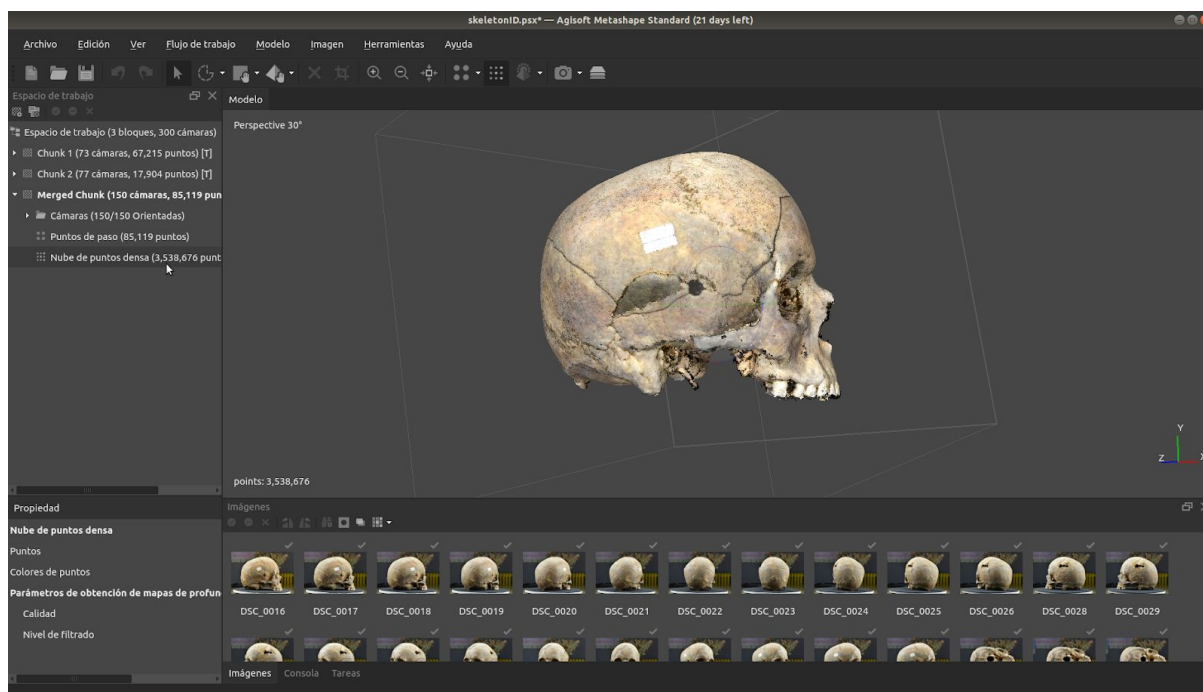 skeletonID.psx* — Agisoft Metashape Standard (21 days left)
Archivo Edición Ver Flujo de trabajo Modelo Imagen Herramientas Ayuda
Espacio de trabajo
Modelo
Espacio de trabajo (3 bloques, 300 cámaras)
Chunk 1 (73 cámaras, 67,215 puntos) [T]
Chunk 2 (77 cámaras, 17,904 puntos) [T]
Merged Chunk (150 cámaras, 85,119 pun
Cámaras (150/150 Orientadas)
Puntos de paso (85,119 puntos)
Nube de puntos densa (3,538,676 punt
Perspective 30°
Y
Z
X
points: 3,538,676
Propiedad
Nube de puntos densa
Puntos
Colores de puntos
Parámetros de obtención de mapas de profun
Calidad
Nivel de filtrado
Imágenes
DSC_0016 DSC_0017 DSC_0018 DSC_0019 DSC_0020 DSC_0021 DSC_0022 DSC_0023 DSC_0024 DSC_0025 DSC_0026 DSC_0028 DSC_0029
Imágenes Consola Tareas